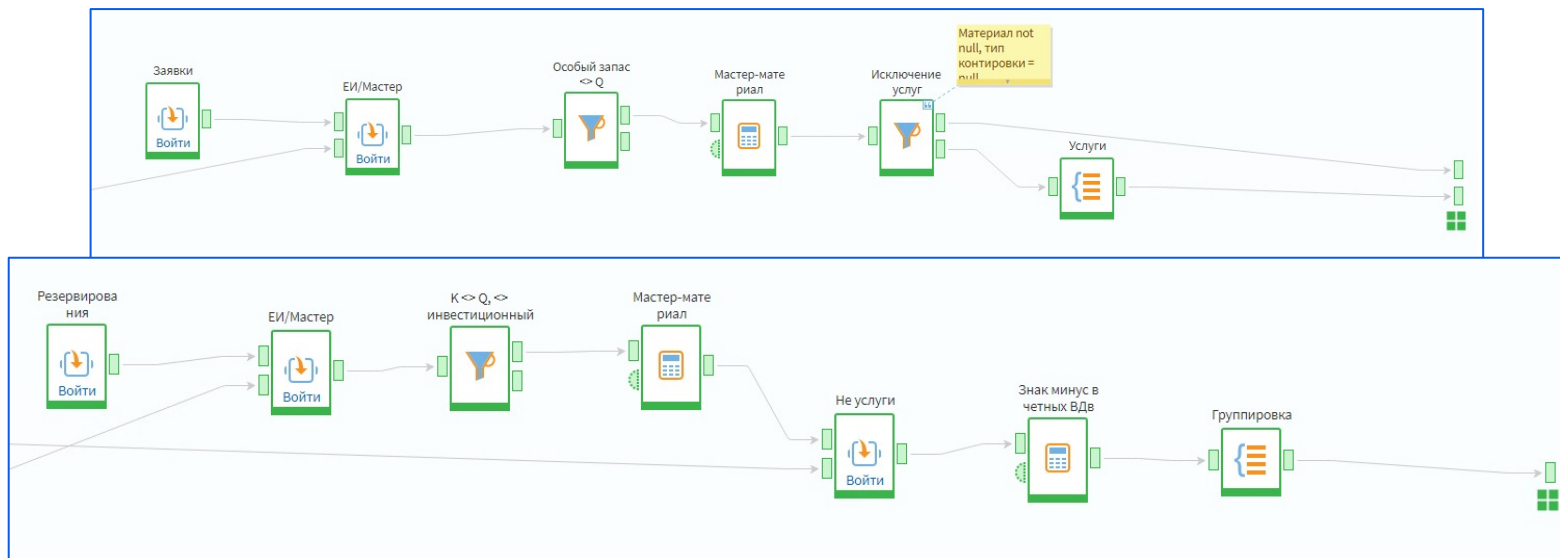 Заявки
Войти
ЕИ/Мастер
Войти
Особый запас
<> Q
Мастер-мате
риал
Исключение
услуг
Материал not
null, тип
контировки =
null
Услуги
Резервирова
ния
Войти
ЕИ/Мастер
Войти
K <> Q, <>
инвестиционный
Мастер-мате
риал
Не услуги
Войти
Знак минус в
четных ВДв
Группировка